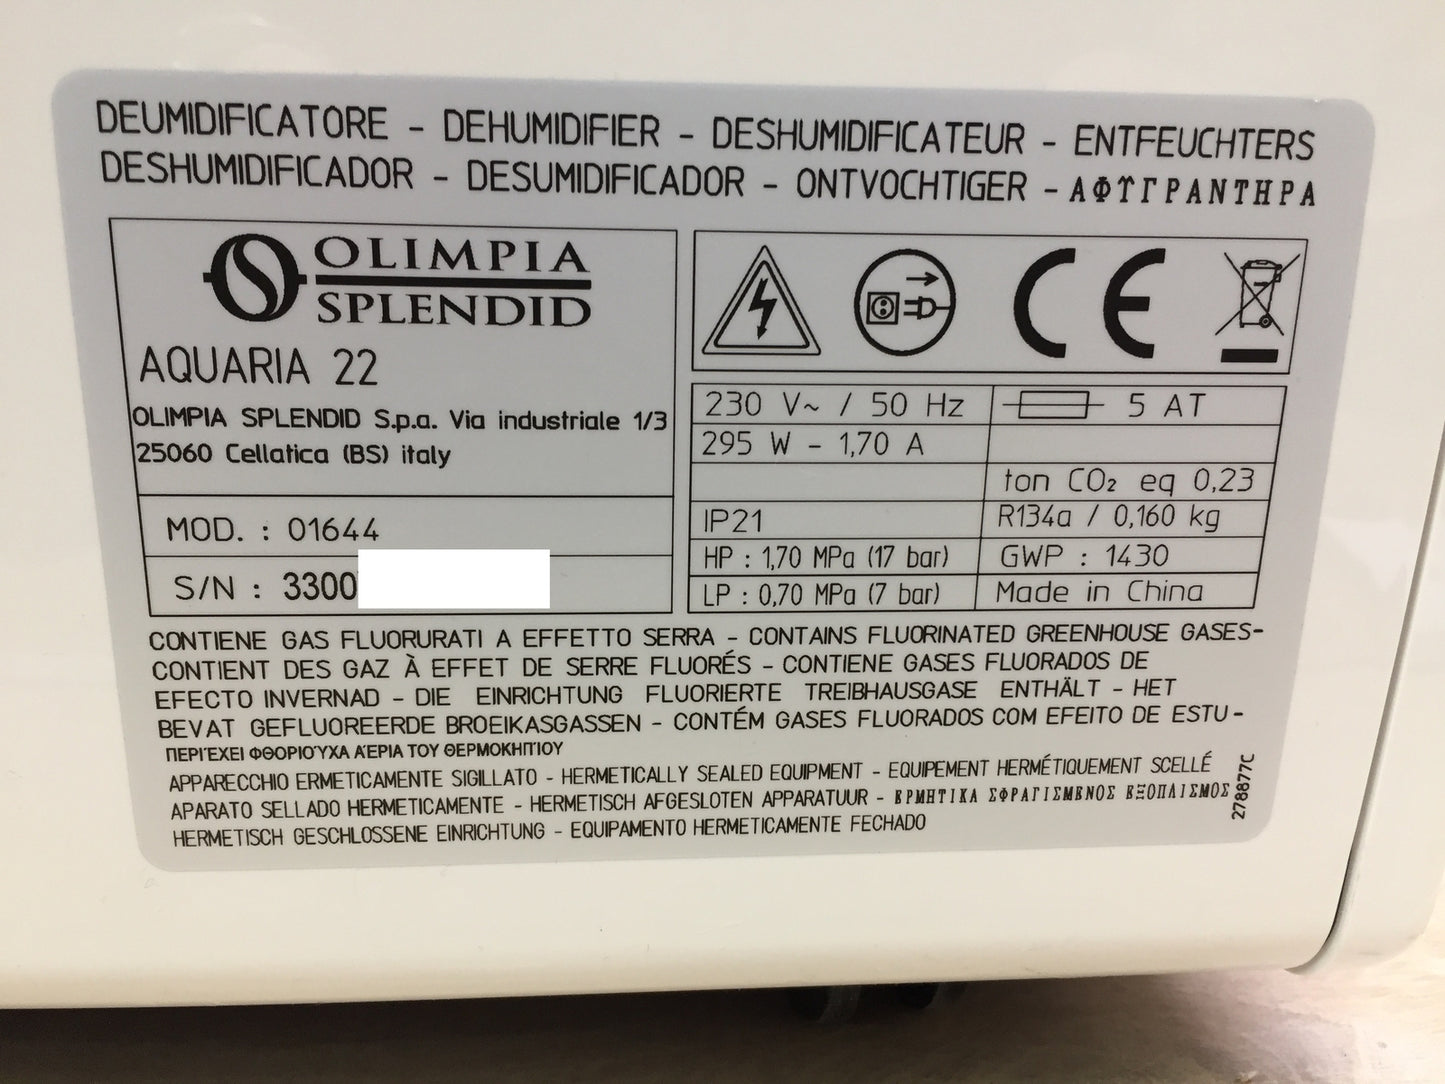 DEUMIDIFICATORE - DEHUMIDIFIER - DESHUMIDIFICATEUR - ENTFEUCHTERS
DESHUMIDIFICADOR - DESUMIDIFICADOR - ONTVOCHTIGER - ΑΦΫΓΡΑΝΤΗΡΑ
OLIMPIA
SPLENDID
AQUARIA 22
OLIMPIA SPLENDID S.p.a. Via industriale 1/3
25060 Cellatica (BS) italy
MOD. : 01644
S/N : 3300
CE
230 V~ / 50 Hz
5 AT
295 W - 1,70 A
ton CO₂ eq 0,23
IP21
R134a / 0,160 kg
HP : 1,70 MPa (17 bar)
GWP : 1430
LP : 0,70 MPa (7 bar)
Made in China
CONTIENE GAS FLUORURATI A EFFETTO SERRA - CONTAINS FLUORINATED GREENHOUSE GASES-
CONTIENT DES GAZ À EFFET DE SERRE FLUORÉS - CONTIENE GASES FLUORADOS DE
EFECTO INVERNAD - DIE EINRICHTUNG FLUORIERTE TREIBHAUSGASE ENTHÄLT - HET
BEVAT GEFLUOREERDE BROEIKASGASSEN - CONTÉM GASES FLUORADOS COM EFEITO DE ESTU -
ΠΕΡΙΈΧΕΙ ΦΘΟΡΙΟΎΧΑ ΑΈΡΙΑ ΤΟΥ ΘΕΡΜΟΚΗΠΊΟΥ
APPARECCHIO ERMETICAMENTE SIGILLATO - HERMETICALLY SEALED EQUIPMENT - EQUIPEMENT HERMÉTIQUEMENT SCELLÉ
APARATO SELLADO HERMETICAMENTE - HERMETISCH AFGESLOTEN APPARATUUR - ΕΡΜΗΤΙΚΑ ΣΦΡΑΓΙΣΜΕΝΟΣ ΕΞΟΠΛΙΣΜΟΣ
HERMETISCH GESCHLOSSENE EINRICHTUNG - EQUIPAMENTO HERMETICAMENTE FECHADO
278877C